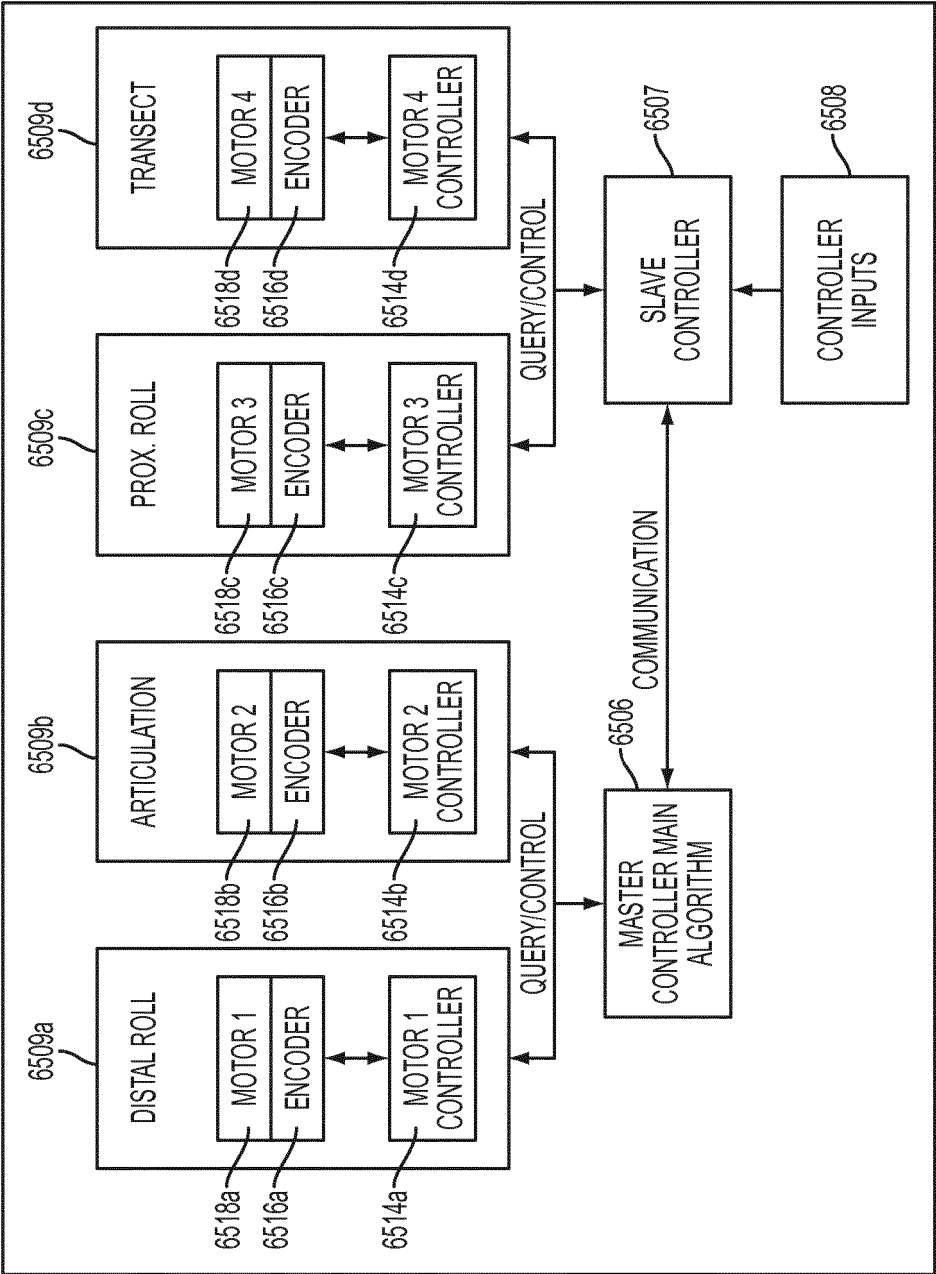 6509a
DISTAL ROLL
6518a
MOTOR 1
6516a
ENCODER
6514a
MOTOR 1
CONTROLLER
6509b
ARTICULATION
6518b
MOTOR 2
6516b
ENCODER
6514b
MOTOR 2
CONTROLLER
6509c
PROX. ROLL
6518c
MOTOR 3
6516c
ENCODER
6514c
MOTOR 3
CONTROLLER
6509d
TRANSECT
6518d
MOTOR 4
6516d
ENCODER
6514d
MOTOR 4
CONTROLLER
QUERY/CONTROL
QUERY/CONTROL
6506
MASTER
CONTROLLER MAIN
ALGORITHM
COMMUNICATION
6507
SLAVE
CONTROLLER
6508
CONTROLLER
INPUTS